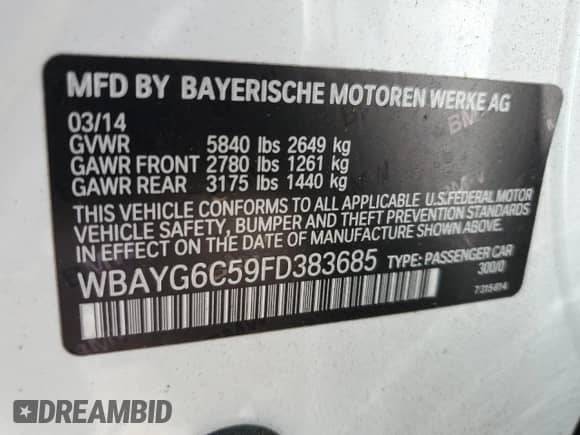 MFD BY BAYERISCHE MOTOREN WERKE AG
03/14
GVWR 5840 lbs 2649 kg
GAWR FRONT 2780 lbs 1261 kg
GAWR REAR 3175 lbs 1440 kg
THIS VEHICLE CONFORMS TO ALL APPLICABLE U.S.FEDERAL MOTOR
VEHICLE SAFETY, BUMPER AND THEFT PREVENTION STANDARDS
IN EFFECT ON THE DATE OF MANUFACTURE SHOWN ABOVE.
WBAYG6C59FD383685 TYPE: PASSENGER CAR
300/0
DREAMBID